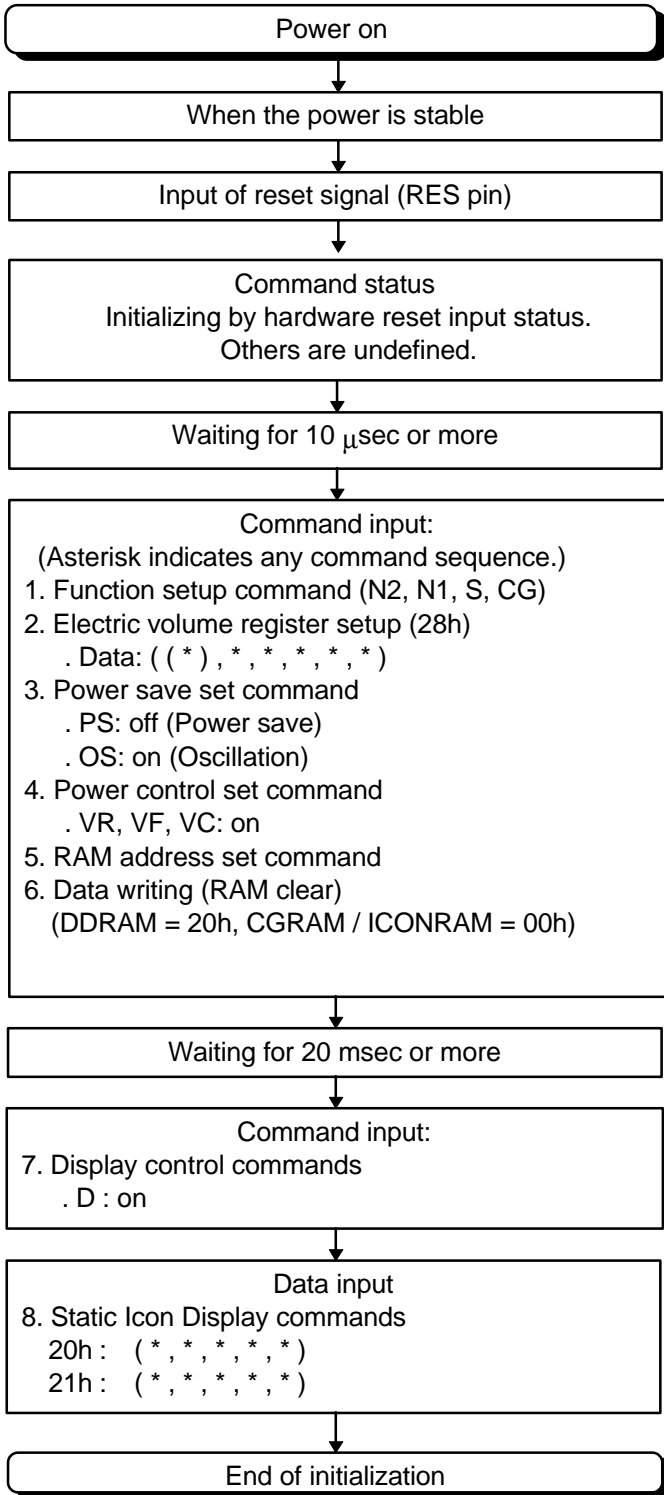 Power on
When the power is stable
Input of reset signal (RES pin)
Command status
Initializing by hardware reset input status.
Others are undefined.
Waiting for 10 μsec or more
Command input:
(Asterisk indicates any command sequence.)
1. Function setup command (N2, N1, S, CG)
2. Electric volume register setup (28h)
. Data: ( ( * ) , * , * , * , * , * )
3. Power save set command
. PS: off (Power save)
. OS: on (Oscillation)
4. Power control set command
. VR, VF, VC: on
5. RAM address set command
6. Data writing (RAM clear)
(DDRAM = 20h, CGRAM / ICONRAM = 00h)
Waiting for 20 msec or more
Command input:
7. Display control commands
. D : on
Data input
8. Static Icon Display commands
20h : ( * , * , * , * , * )
21h : ( * , * , * , * , * )
End of initialization